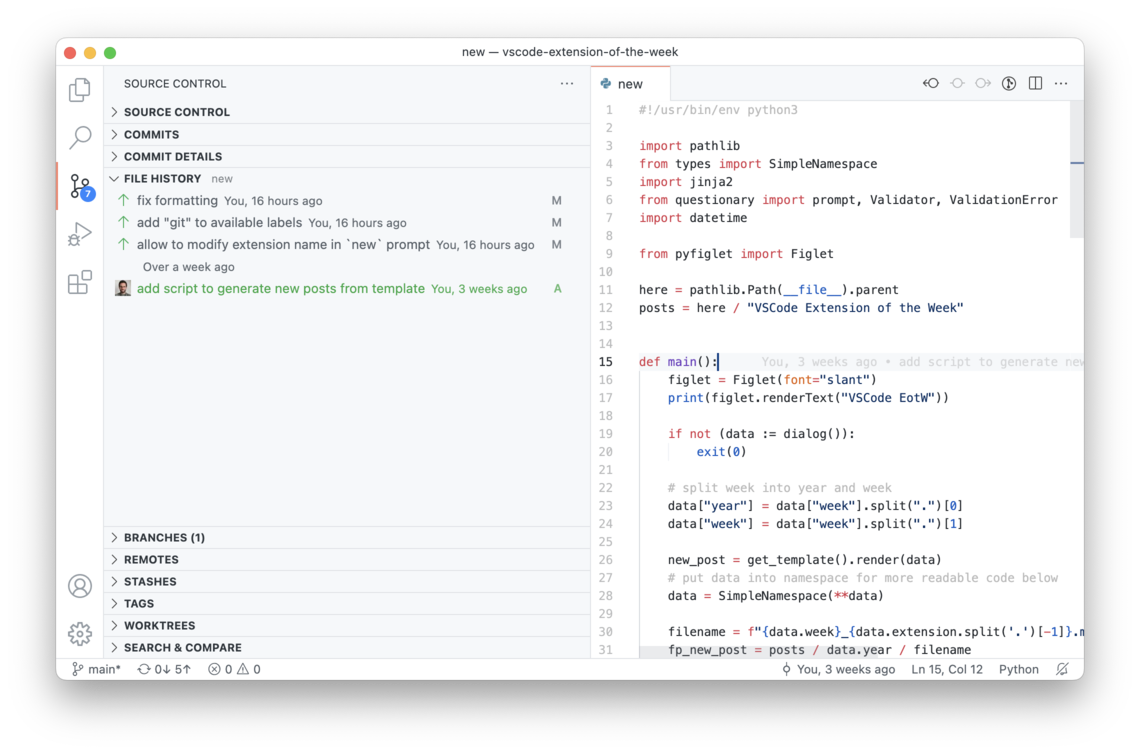 new — vscode-extension-of-the-week
SOURCE CONTROL
SOURCE CONTROL
COMMITS
COMMIT DETAILS
FILE HISTORY new
fix formatting You, 16 hours ago M
add "git" to available labels You, 16 hours ago M
allow to modify extension name in `new` prompt You, 16 hours ago M
Over a week ago
add script to generate new posts from template You, 3 weeks ago A
BRANCHES (1)
REMOTES
STASHES
TAGS
WORKTREES
SEARCH & COMPARE
7
new
1 #!/usr/bin/env python3
2
3 import pathlib
4 from types import SimpleNamespace
5 import jinja2
6 from questionary import prompt, Validator, ValidationError
7 import datetime
8
9 from pyfiglet import Figlet
10
11 here = pathlib.Path(__file__).parent
12 posts = here / "VSCode Extension of the Week"
13
14
15 def main(): You, 3 weeks ago • add script to generate new
16 figlet = Figlet(font="slant")
17 print(figlet.renderText("VSCode EotW"))
18
19 if not (data := dialog()):
20 exit(0)
21
22 # split week into year and week
23 data["year"] = data["week"].split(".")[0]
24 data["week"] = data["week"].split(".")[1]
25
26 new_post = get_template().render(data)
27 # put data into namespace for more readable code below
28 data = SimpleNamespace(**data)
29
30 filename = f"{data.week}_{data.extension.split('.')[-1]}.m
31 fp_new_post = posts / data.year / filename
main* 0↓ 5↑ 0 0 You, 3 weeks ago Ln 15, Col 12 Python